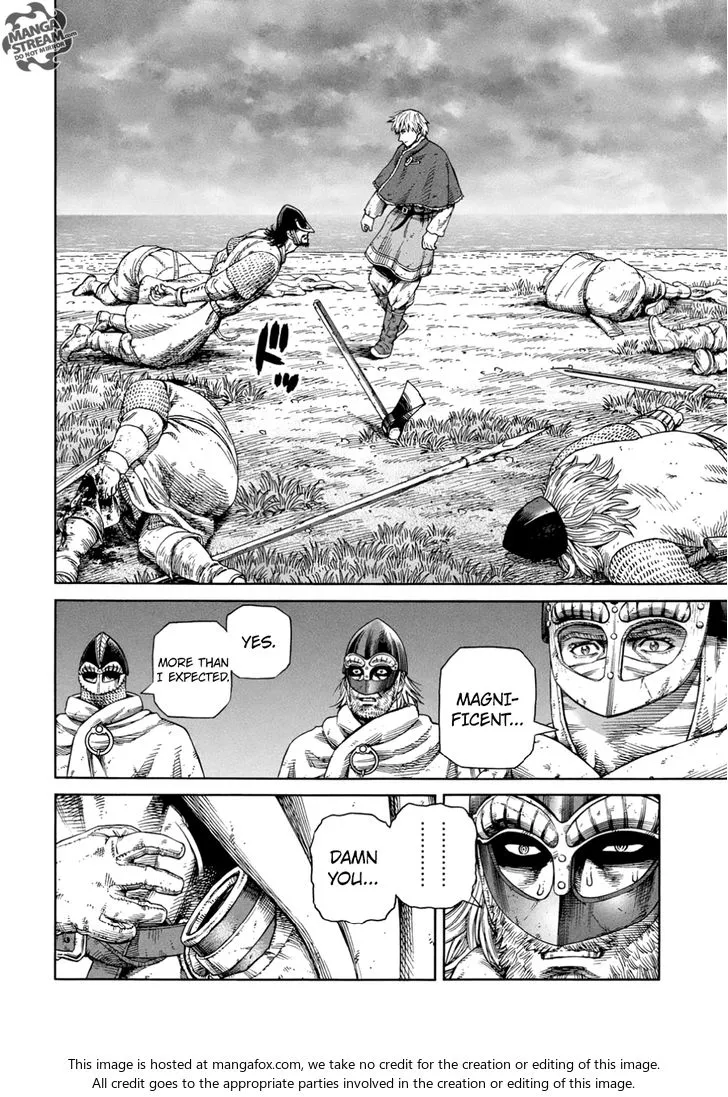 MANGA
STREAM
DO NOT MIRROR
ドドッ
MAGNI-
FICENT...
YES.
MORE THAN
I EXPECTED.
DAMN
YOU...
This image is hosted at mangafox.com, we take no credit for the creation or editing of this image.
All credit goes to the appropriate parties involved in the creation or editing of this image.